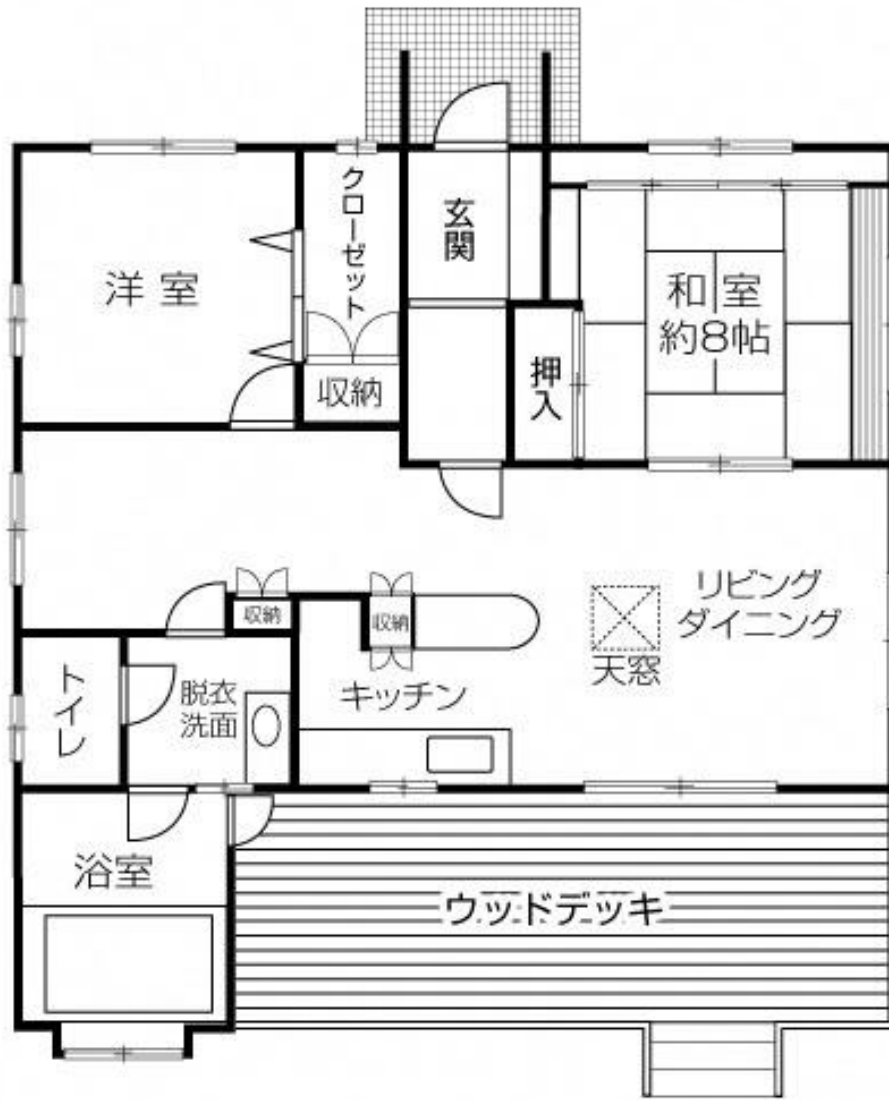 クローゼット
玄関
洋室
和室
約8帖
押入
収納
リビング
ダイニング
天窓
収納
収納
キッチン
トイレ
脱衣
洗面
浴室
ウッドデッキ